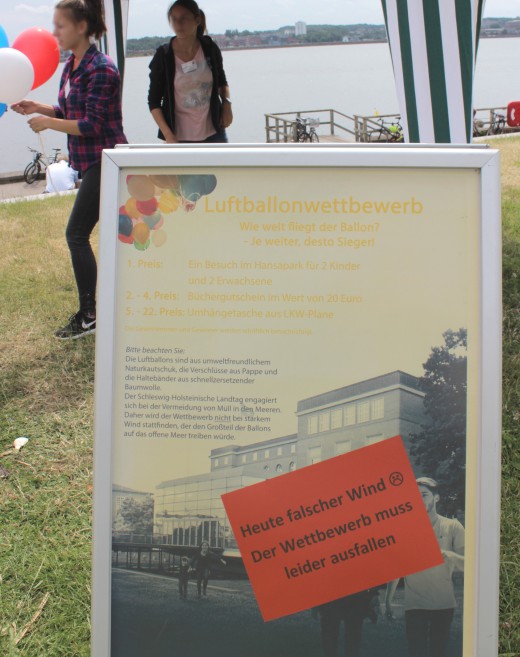 Luftballonwettbewerb
Wie weit fliegt der Ballon?
- Je weiter, desto Sieger!
1. Preis: Ein Besuch im Hansapark für 2 Kinder
und 2 Erwachsene
2. - 4. Preis: Büchergutschein im Wert von 20 Euro
5. - 22. Preis: Umhängetasche aus LKW-Plane
Bitte beachten Sie:
Die Luftballons sind aus umweltfreundlichem
Naturkautschuk, die Verschlüsse aus Pappe und
die Haltebänder aus schnellzersetzender
Baumwolle.
Der Schleswig-Holsteinische Landtag engagiert
sich bei der Vermeidung von Müll in den Meeren.
Daher wird der Wettbewerb nicht bei starkem
Wind stattfinden, der den Großteil der Ballons
auf das offene Meer treiben würde.
Heute falscher Wind ☹
Der Wettbewerb muss
leider ausfallen